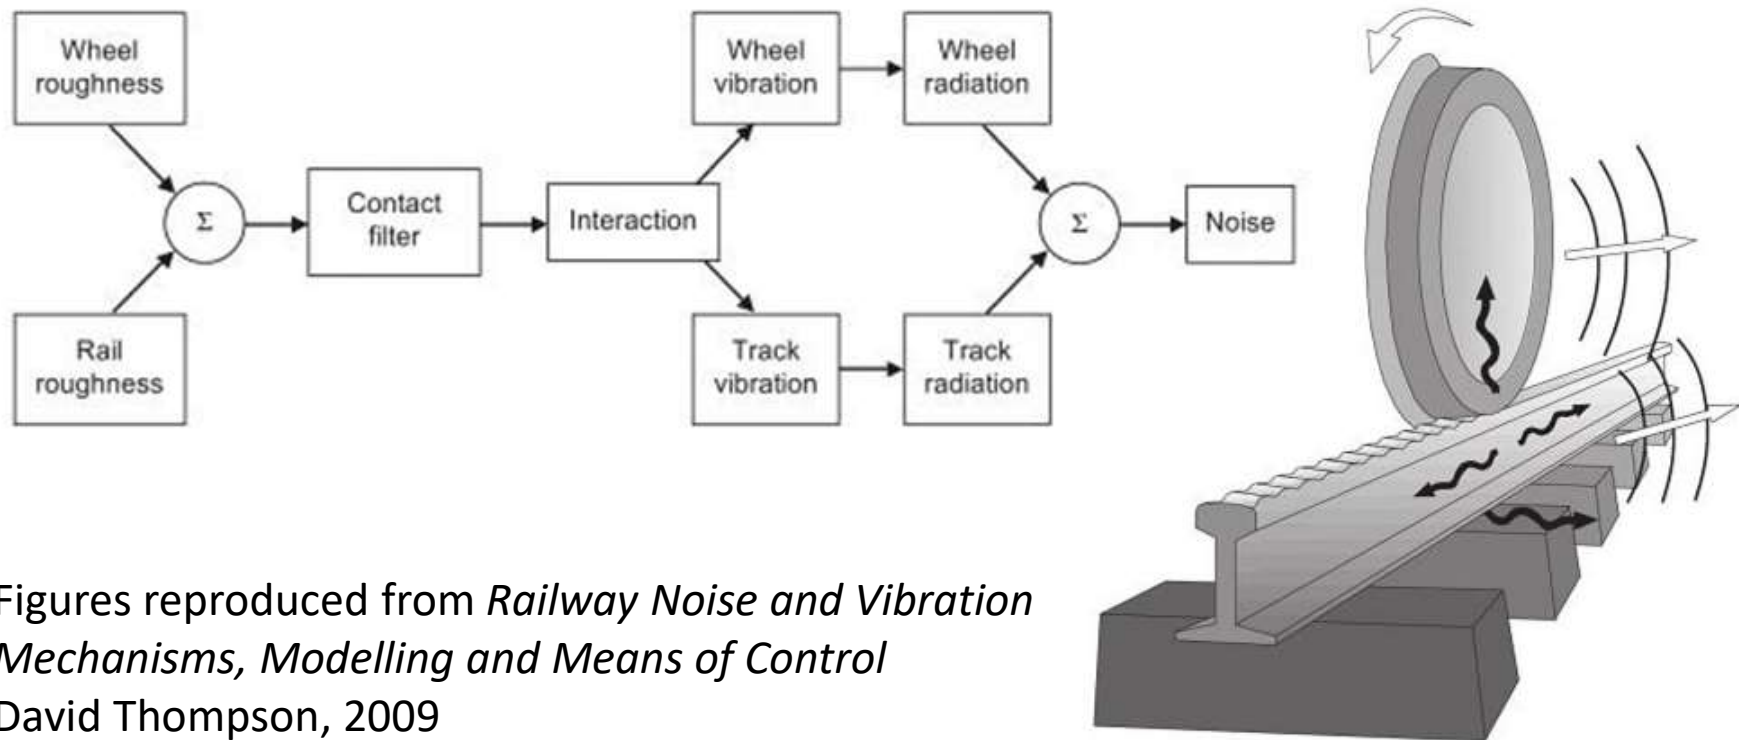 Wheel
roughness
Wheel
vibration
Wheel
radiation
Σ
Contact
filter
Interaction
Σ
Noise
Rail
roughness
Track
vibration
Track
radiation
Figures reproduced from Railway Noise and Vibration
Mechanisms, Modelling and Means of Control
David Thompson, 2009